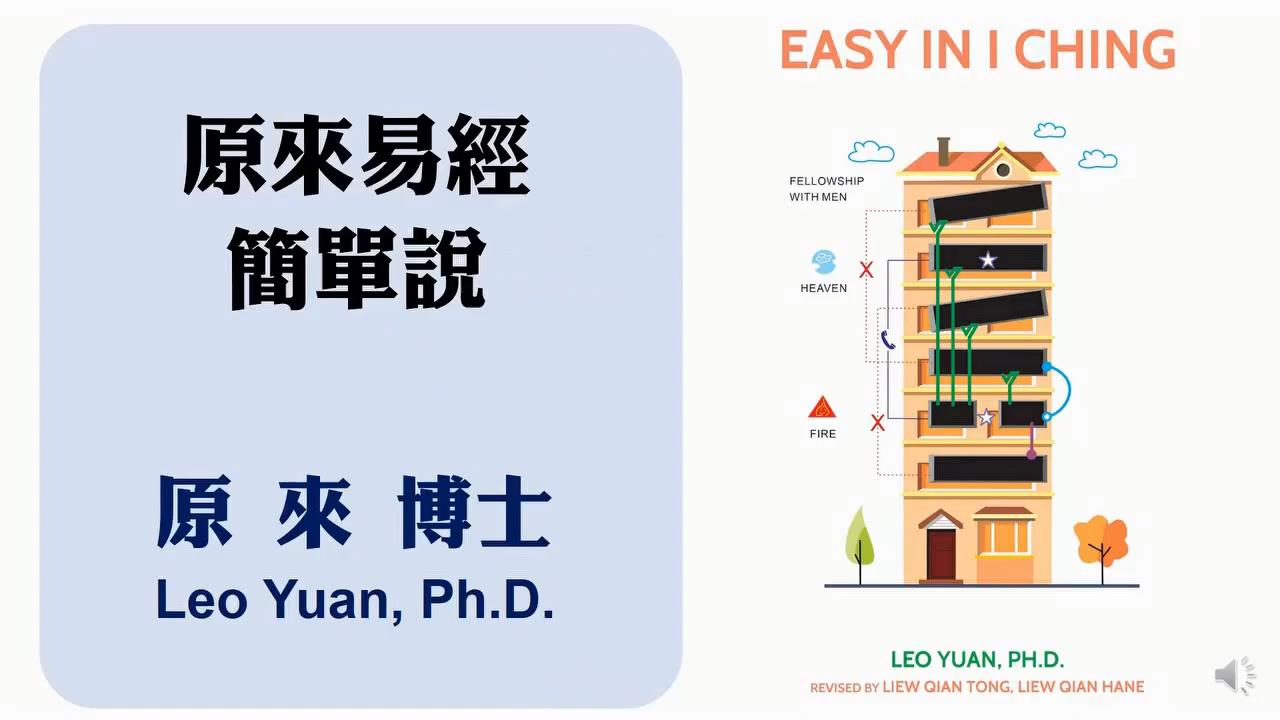 原來易經
簡單說
原 來 博士
Leo Yuan, Ph.D.
EASY IN I CHING
FELLOWSHIP
WITH MEN
X
HEAVEN
X
FIRE
LEO YUAN, PH.D.
REVISED BY LIEW QIAN TONG, LIEW QIAN HANE